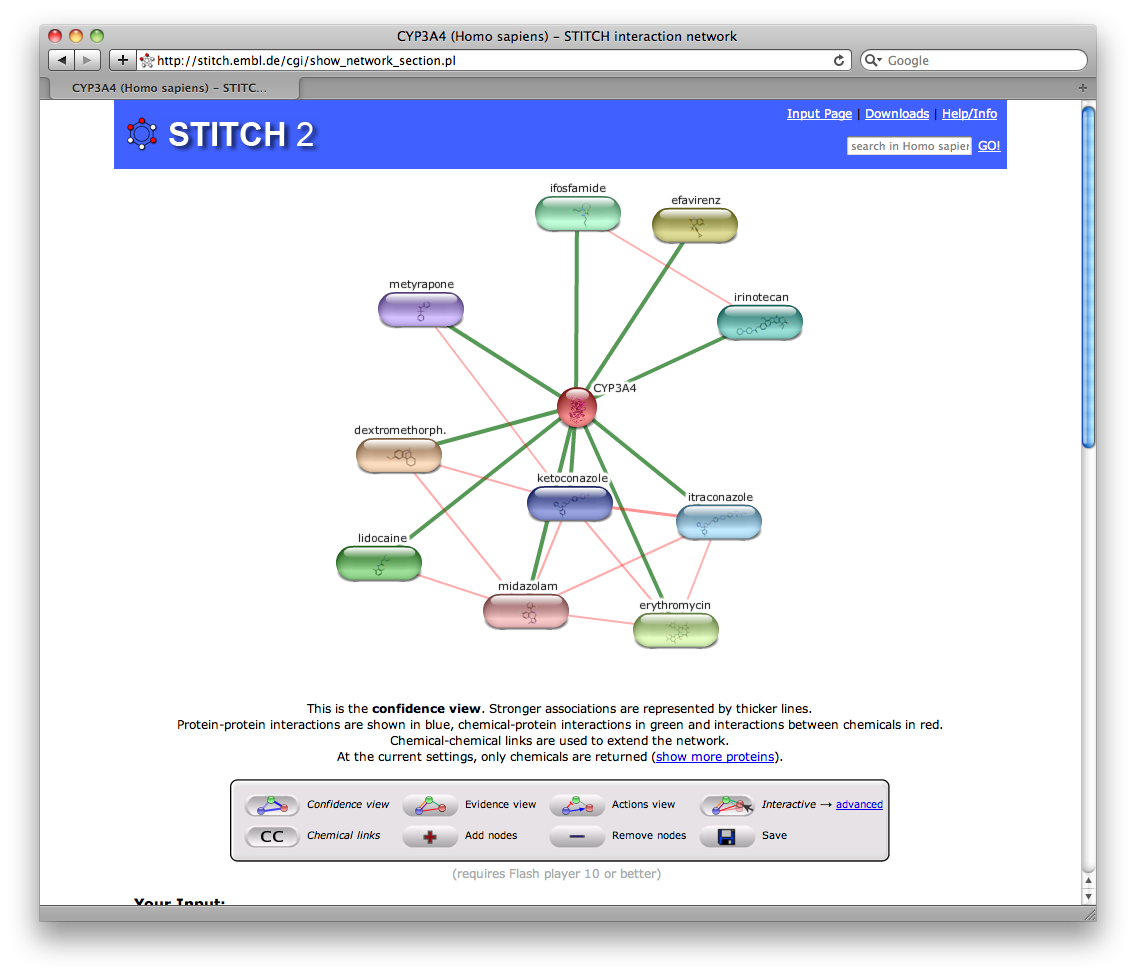 CYP3A4 (Homo sapiens) – STITCH interaction network
http://stitch.embl.de/cgi/show_network_section.pl
Google
CYP3A4 (Homo sapiens) – STITC...
STITCH 2
Input Page | Downloads | Help/Info
search in Homo sapien GO!
ifosfamide
efavirenz
metyrapone
irinotecan
CYP3A4
dextromethorph.
ketoconazole
itraconazole
lidocaine
midazolam
erythromycin
This is the confidence view. Stronger associations are represented by thicker lines.
Protein-protein interactions are shown in blue, chemical-protein interactions in green and interactions between chemicals in red.
Chemical-chemical links are used to extend the network.
At the current settings, only chemicals are returned (show more proteins).
Confidence view Evidence view Actions view Interactive → advanced
CC Chemical links Add nodes Remove nodes Save
(requires Flash player 10 or better)
Your Input: